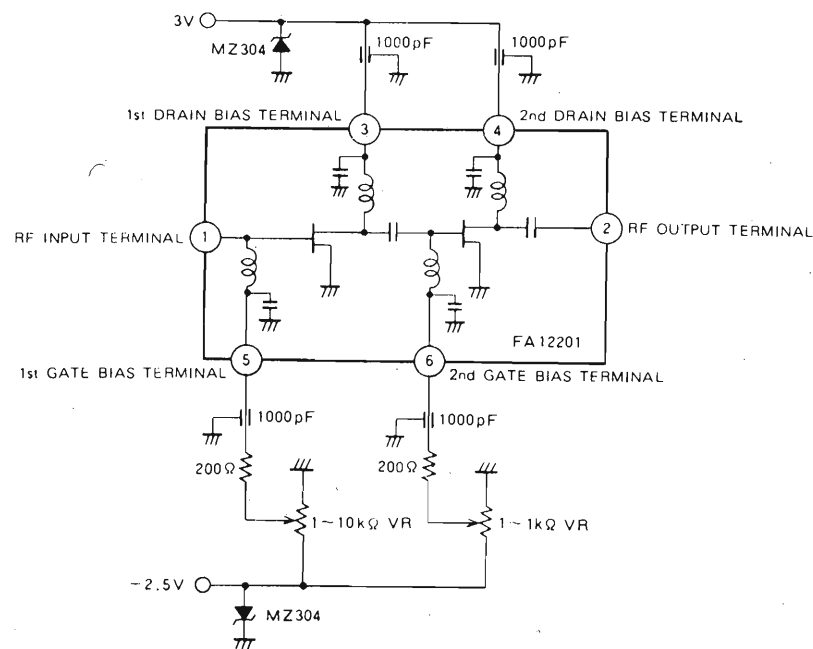 3V
MZ304
1000pF
1000pF
1st DRAIN BIAS TERMINAL
3
4
2nd DRAIN BIAS TERMINAL
RF INPUT TERMINAL
1
2
RF OUTPUT TERMINAL
FA12201
1st GATE BIAS TERMINAL
5
6
2nd GATE BIAS TERMINAL
1000pF
1000pF
200Ω
200Ω
1~10kΩ VR
1~1kΩ VR
-2.5V
MZ304